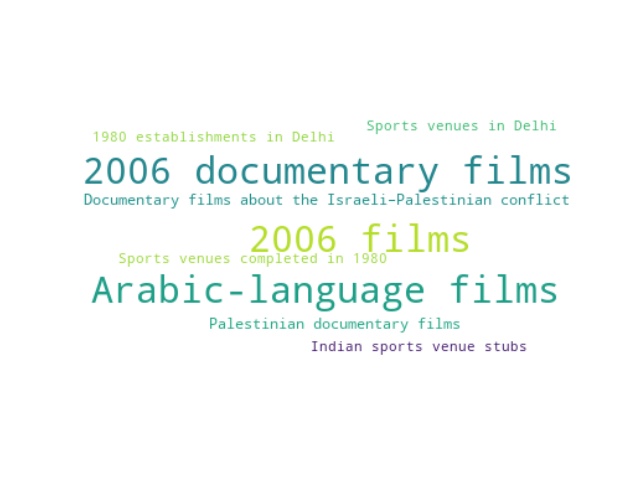 Sports venues in Delhi
1980 establishments in Delhi
2006 documentary films
Documentary films about the Israeli–Palestinian conflict
2006 films
Sports venues completed in 1980
Arabic-language films
Palestinian documentary films
Indian sports venue stubs